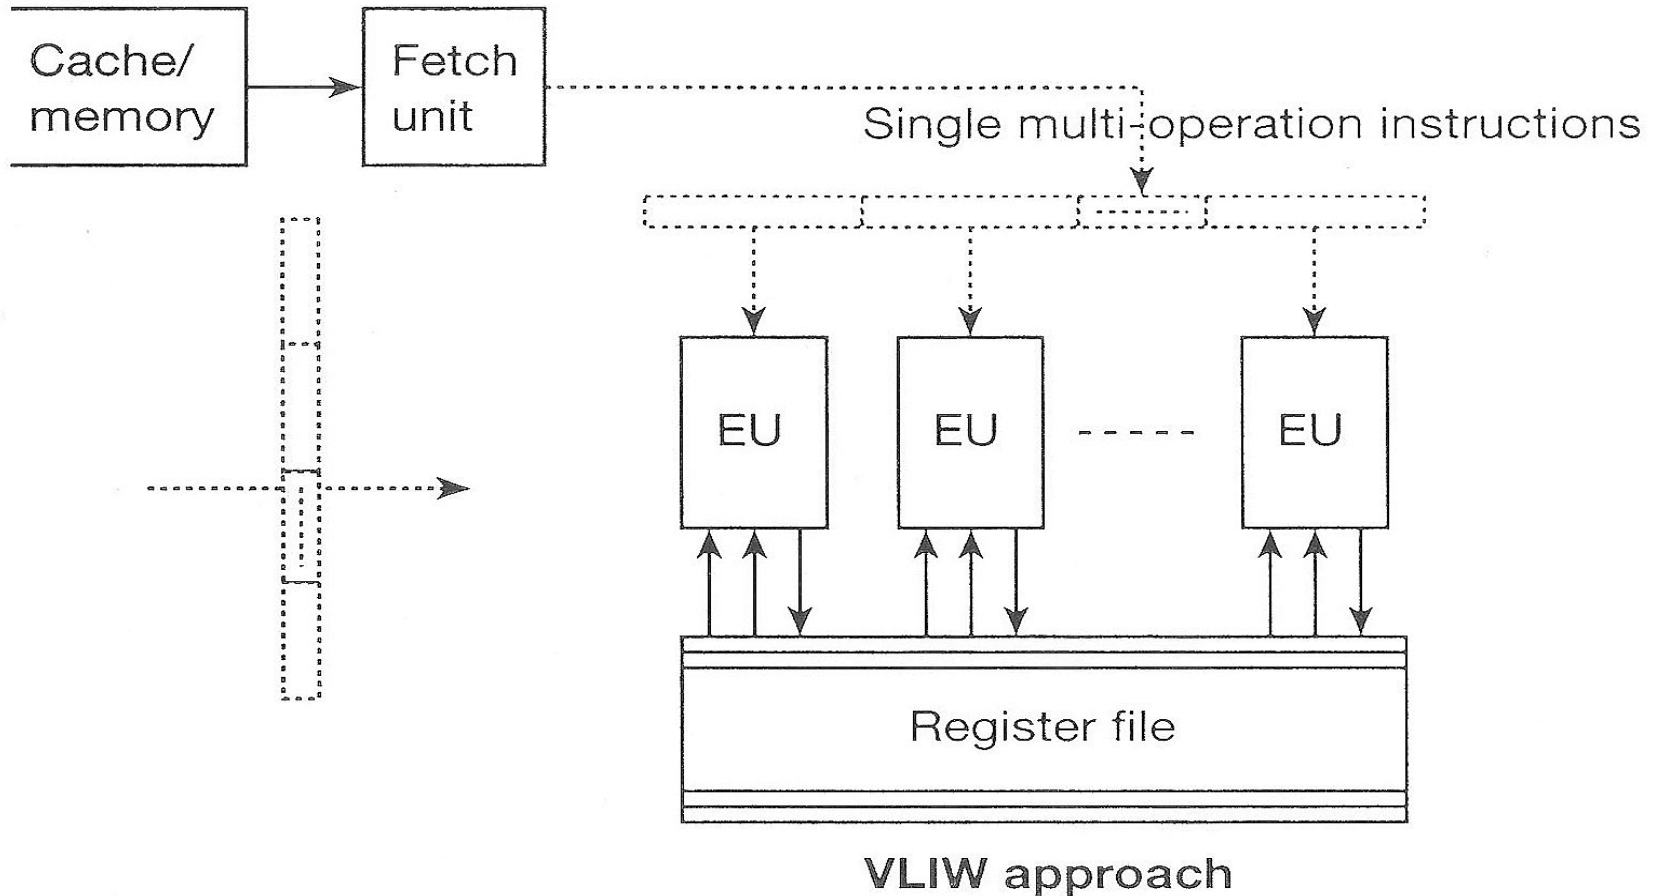 Cache/
memory
Fetch
unit
Single multi-operation instructions
EU
EU
EU
Register file
VLIW approach